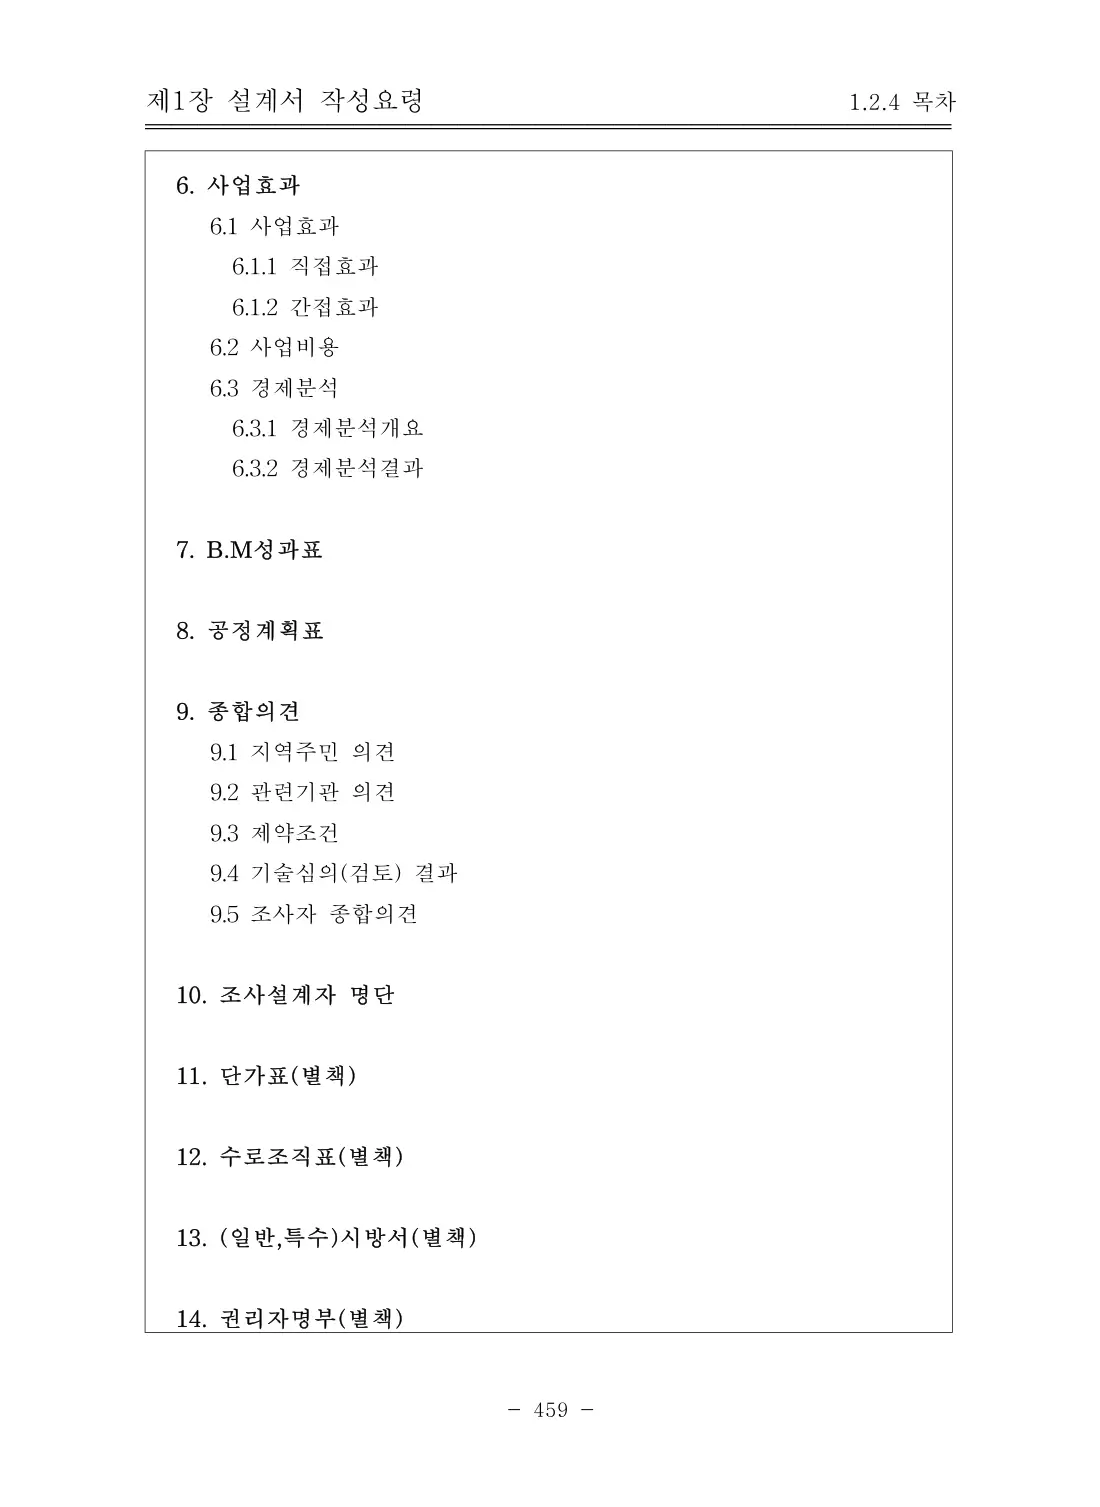 제1장 설계서 작성요령
1.2.4 목차
6. 사업효과
6.1 사업효과
6.1.1 직접효과
6.1.2 간접효과
6.2 사업비용
6.3 경제분석
6.3.1 경제분석개요
6.3.2 경제분석결과
7. B.M성과표
8. 공정계획표
9. 종합의견
9.1 지역주민 의견
9.2 관련기관 의견
9.3 제약조건
9.4 기술심의(검토) 결과
9.5 조사자 종합의견
10. 조사설계자 명단
11. 단가표(별책)
12. 수로조직표(별책)
13. (일반,특수)시방서(별책)
14. 권리자명부(별책)
- 459 -